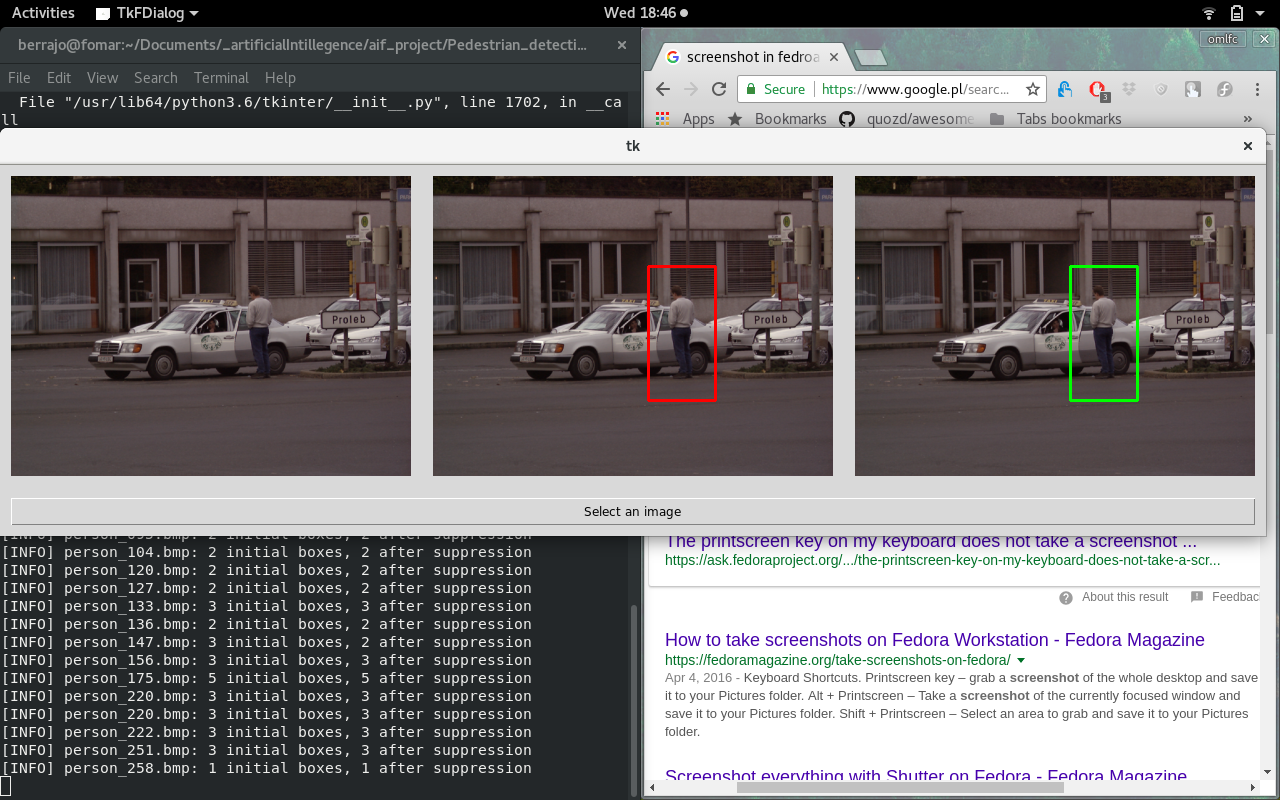 Activities TkFDialog Wed 18:46
berrajo@fomar:~/Documents/_artificialIntillegence/aif_project/Pedestrian_detecti...
File Edit View Search Terminal Help
File "/usr/lib64/python3.6/tkinter/__init__.py", line 1702, in __ca
ll
omlfc
screenshot in fedroa
Secure https://www.google.pl/searc...
3
Apps Bookmarks quozd/awesome Tabs bookmarks »
tk
Proleb
Proleb
Proleb
Select an image
[INFO] person_104.bmp: 2 initial boxes, 2 after suppression
[INFO] person_120.bmp: 2 initial boxes, 2 after suppression
[INFO] person_127.bmp: 2 initial boxes, 2 after suppression
[INFO] person_133.bmp: 3 initial boxes, 3 after suppression
[INFO] person_136.bmp: 2 initial boxes, 2 after suppression
[INFO] person_147.bmp: 3 initial boxes, 2 after suppression
[INFO] person_156.bmp: 3 initial boxes, 3 after suppression
[INFO] person_175.bmp: 5 initial boxes, 5 after suppression
[INFO] person_220.bmp: 3 initial boxes, 3 after suppression
[INFO] person_220.bmp: 3 initial boxes, 3 after suppression
[INFO] person_222.bmp: 3 initial boxes, 3 after suppression
[INFO] person_251.bmp: 3 initial boxes, 3 after suppression
[INFO] person_258.bmp: 1 initial boxes, 1 after suppression
The printscreen key on my keyboard does not take a screenshot ...
https://ask.fedoraproject.org/.../the-printscreen-key-on-my-keyboard-does-not-take-a-scr...
About this result Feedbac
How to take screenshots on Fedora Workstation - Fedora Magazine
https://fedoramagazine.org/take-screenshots-on-fedora/
Apr 4, 2016 - Keyboard Shortcuts. Printscreen key – grab a screenshot of the whole desktop and save
it to your Pictures folder. Alt + Printscreen – Take a screenshot of the currently focused window and
save it to your Pictures folder. Shift + Printscreen – Select an area to grab and save it to your Pictures
folder.
Screenshot everything with Shutter on Fedora - Fedora Magazine